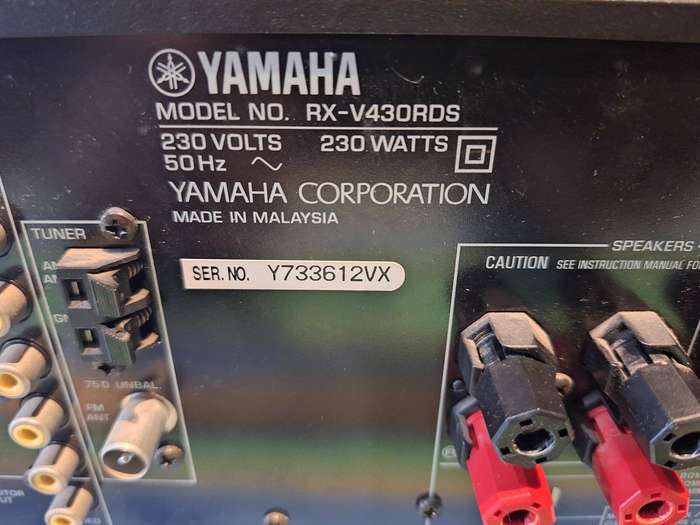 YAMAHA
MODEL NO. RX-V430RDS
230 VOLTS 230 WATTS
50 Hz ~
YAMAHA CORPORATION
MADE IN MALAYSIA
TUNER
SER. NO. Y733612VX
SPEAKERS
CAUTION SEE INSTRUCTION MANUAL FO
75Ω UNBAL.
FM
ANT